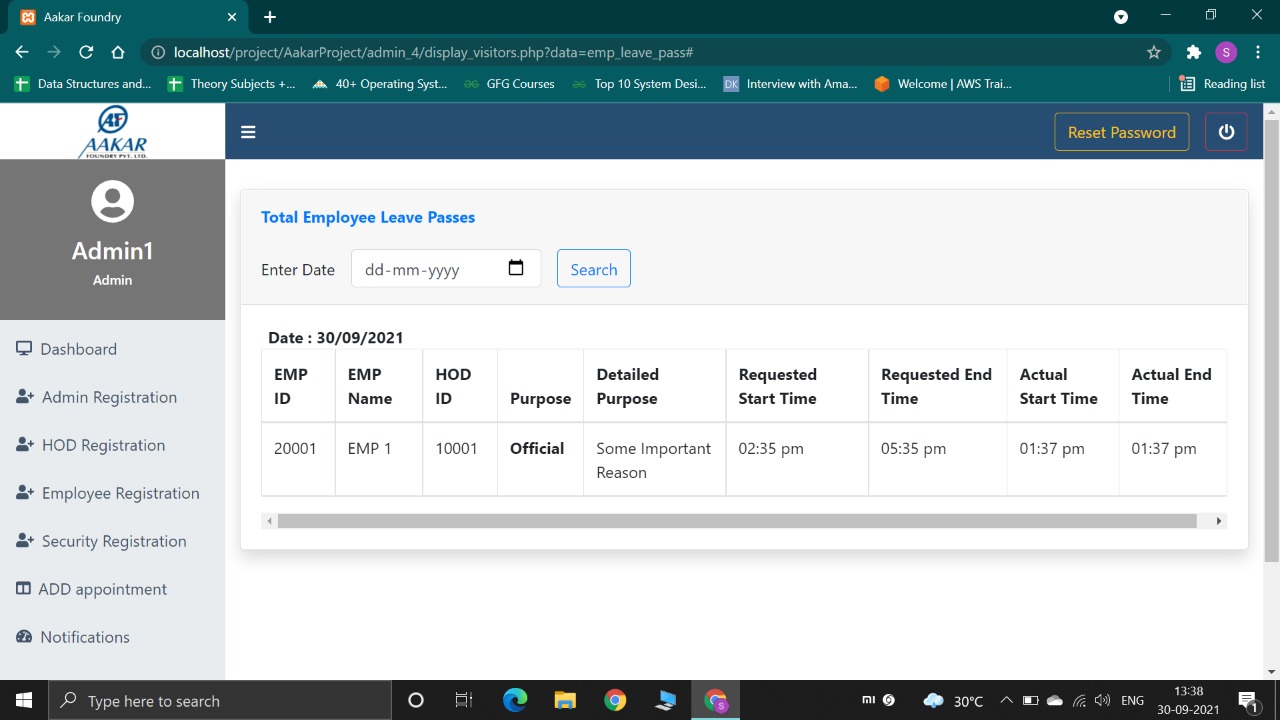 Aakar Foundry
localhost/project/AakarProject/admin_4/display_visitors.php?data=emp_leave_pass#
S
Data Structures and... Theory Subjects +... 40+ Operating Syst... GFG Courses Top 10 System Desi... DK Interview with Ama... Welcome | AWS Trai... Reading list
AF
AAKAR
FOUNDRY PVT. LTD.
Reset Password
Admin1
Admin
Dashboard
Admin Registration
HOD Registration
Employee Registration
Security Registration
ADD appointment
Notifications
Total Employee Leave Passes
Enter Date dd-mm-yyyy Search
Date : 30/09/2021
EMP ID EMP Name HOD ID Purpose Detailed Purpose Requested Start Time Requested End Time Actual Start Time Actual End Time
20001 EMP 1 10001 Official Some Important Reason 02:35 pm 05:35 pm 01:37 pm 01:37 pm
Type here to search
S
mi 30°C ENG 13:38
30-09-2021
1